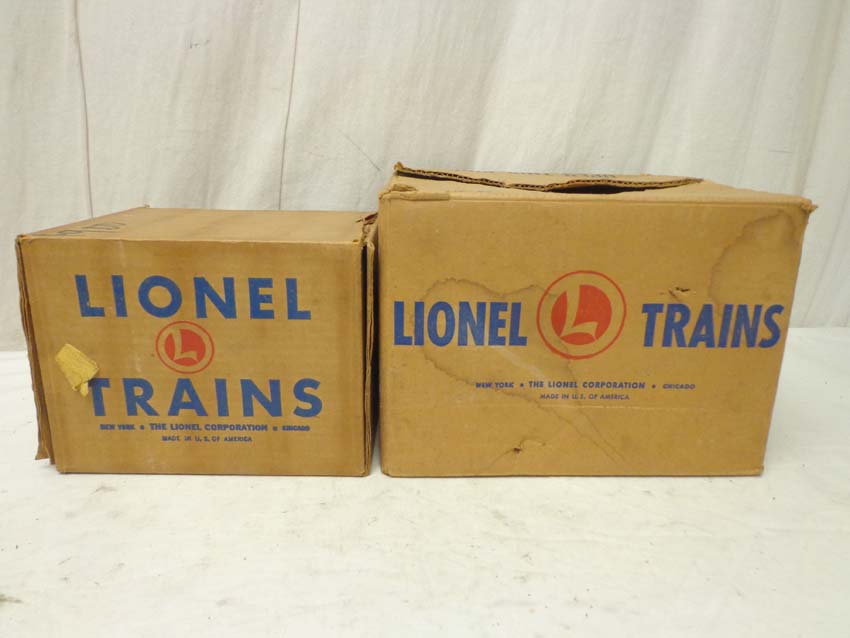 LIONEL
L
TRAINS
NEW YORK • THE LIONEL CORPORATION • CHICAGO
MADE IN U. S. OF AMERICA
LIONEL L TRAINS
NEW YORK • THE LIONEL CORPORATION • CHICAGO
MADE IN U. S. OF AMERICA